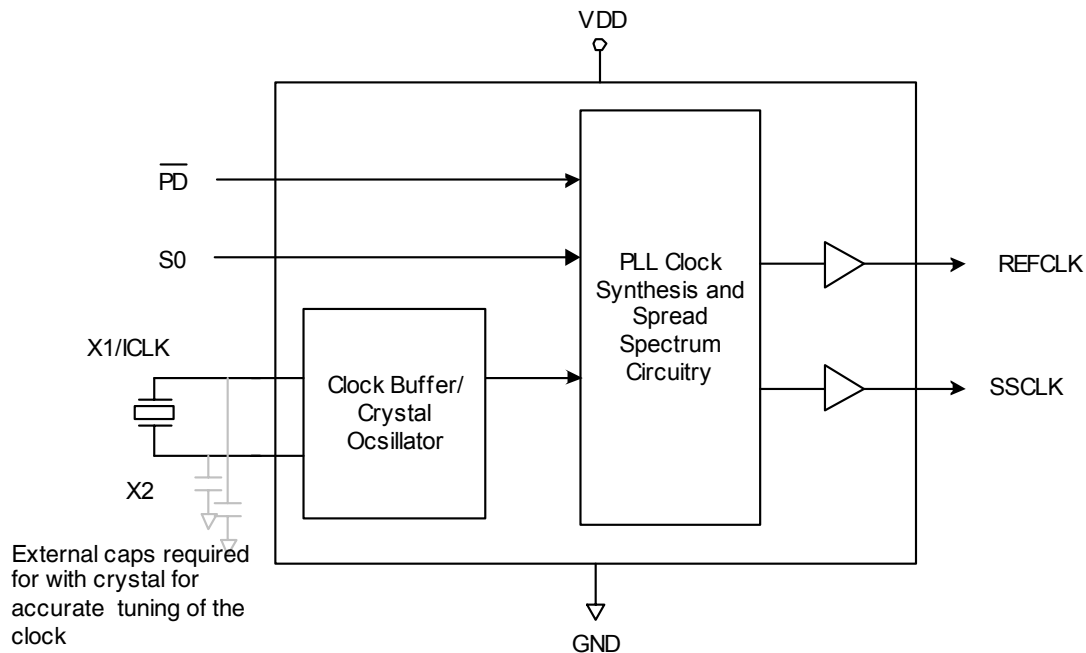 VDD
PD
S0
X1/ICLK
X2
Clock Buffer/
Crystal
Ocsillator
PLL Clock
Synthesis and
Spread
Spectrum
Circuitry
REFCLK
SSCLK
External caps required
for with crystal for
accurate tuning of the
clock
GND